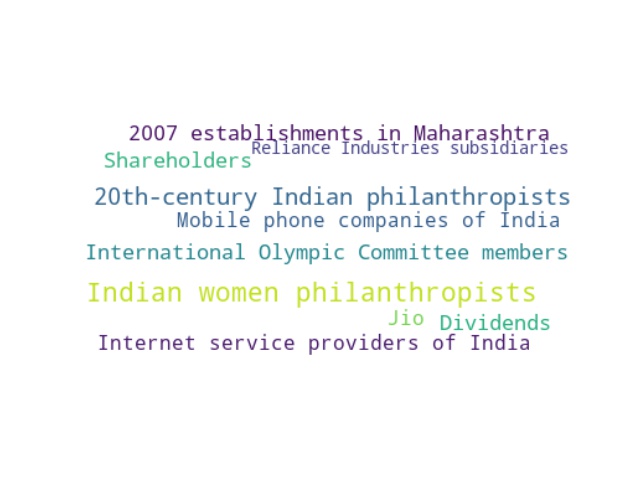 2007 establishments in Maharashtra
Reliance Industries subsidiaries
Shareholders
20th-century Indian philanthropists
Mobile phone companies of India
International Olympic Committee members
Indian women philanthropists
Jio
Dividends
Internet service providers of India